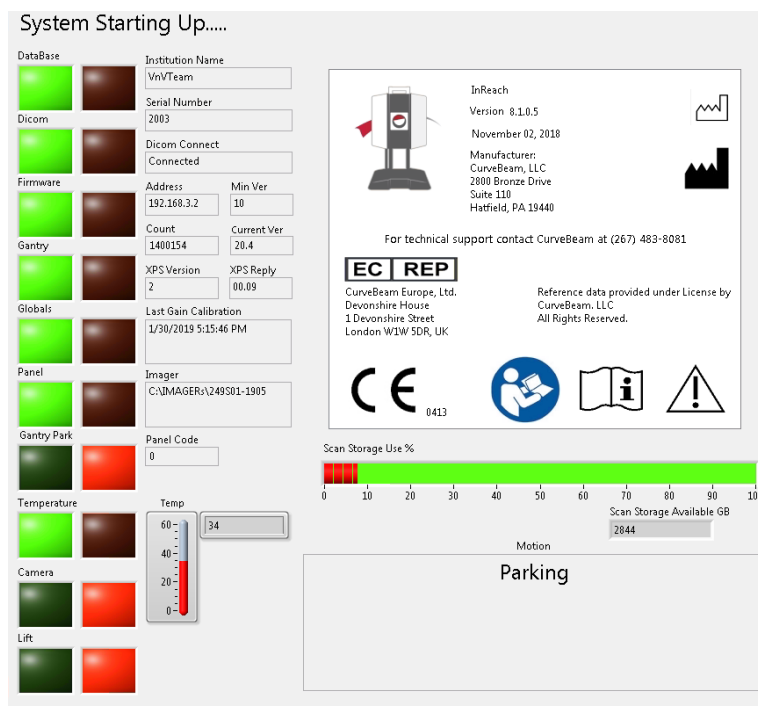 System Starting Up.....
DataBase
Institution Name
VnVTeam
Serial Number
2003
Dicom
Dicom Connect
Connected
Firmware
Address
Min Ver
192.168.3.2
10
Count
Current Ver
1400154
20.4
Gantry
XPS Version
XPS Reply
2
00.09
Globals
Last Gain Calibration
1/30/2019 5:15:46 PM
Panel
Imager
C:\IMAGERs\249S01-1905
Gantry Park
Panel Code
0
Temperature
Temp
60
40
20
0
34
Camera
Lift
InReach
Version 8.1.0.5
November 02, 2018
Manufacturer:
CurveBeam, LLC
2800 Bronze Drive
Suite 110
Hatfield, PA 19440
For technical support contact CurveBeam at (267) 483-8081
EC REP
CurveBeam Europe, Ltd.
Devonshire House
1 Devonshire Street
London W1W 5DR, UK
Reference data provided under License by
CurveBeam. LLC
All Rights Reserved.
CE 0413
i
Scan Storage Use %
0 10 20 30 40 50 60 70 80 90 10
Scan Storage Available GB
2844
Motion
Parking